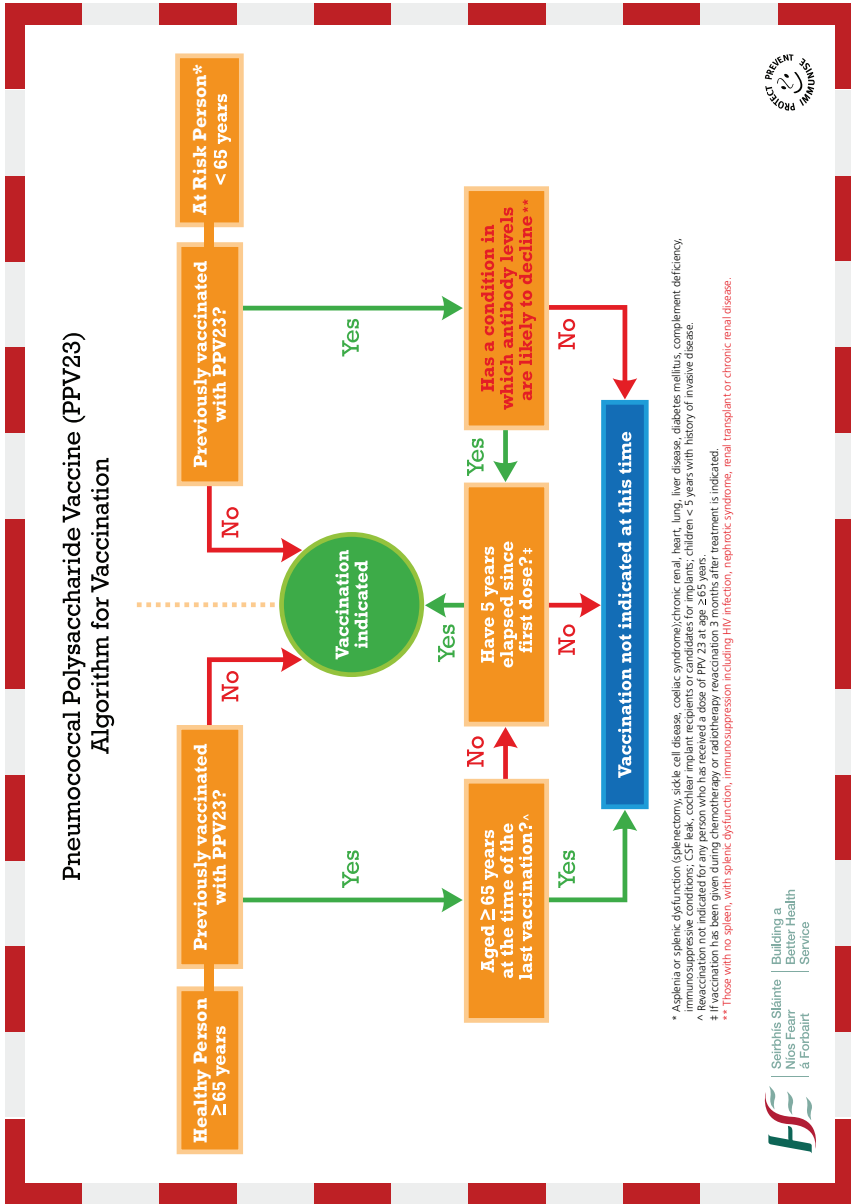 Pneumococcal Polysaccharide Vaccine (PPV23)
Algorithm for Vaccination
Healthy Person
≥65 years
Previously vaccinated
with PPV23?
Previously vaccinated
with PPV23?
At Risk Person*
< 65 years
No
No
Yes
Yes
Vaccination
indicated
Yes
Aged ≥65 years
at the time of the
last vaccination?^
No
Have 5 years
elapsed since
first dose?‡
Yes
Has a condition in
which antibody levels
are likely to decline**
Yes
No
No
Vaccination not indicated at this time
* Asplenia or splenic dysfunction (splenectomy, sickle cell disease, coeliac syndrome);chronic renal, heart, lung, liver disease, diabetes mellitus, complement deficiency,
immunosuppressive conditions; CSF leak, cochlear implant recipients or candidates for implants; children < 5 years with history of invasive disease.
^ Revaccination not indicated for any person who has received a dose of PPV 23 at age ≥65 years.
‡ If vaccination has been given during chemotherapy or radiotherapy revaccination 3 months after treatment is indicated.
** Those with no spleen, with splenic dysfunction, immunosuppression including HIV infection, nephrotic syndrome, renal transplant or chronic renal disease.
HSE
Seirbhís Sláinte
Níos Fearr
á Forbairt
Building a
Better Health
Service
PROTECT PREVENT
IMMUNISE